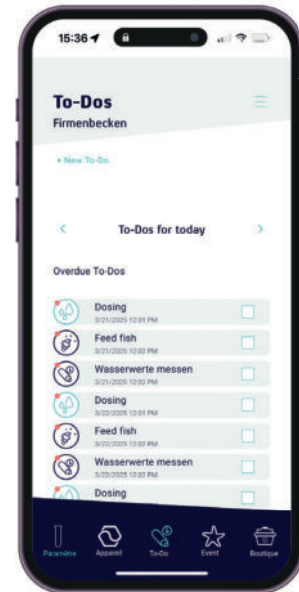 15:36
To-Dos
Firmenbecken
+ New To-Do
To-Dos for today
Overdue To-Dos
Dosing
3/21/2025 12:01 PM
Feed fish
3/21/2025 12:02 PM
Wasserwerte messen
3/21/2025 12:02 PM
Dosing
3/22/2025 12:01 PM
Feed fish
3/22/2025 12:02 PM
Wasserwerte messen
3/22/2025 12:02 PM
Dosing
Paramètre Appareil To-Do Event Boutique